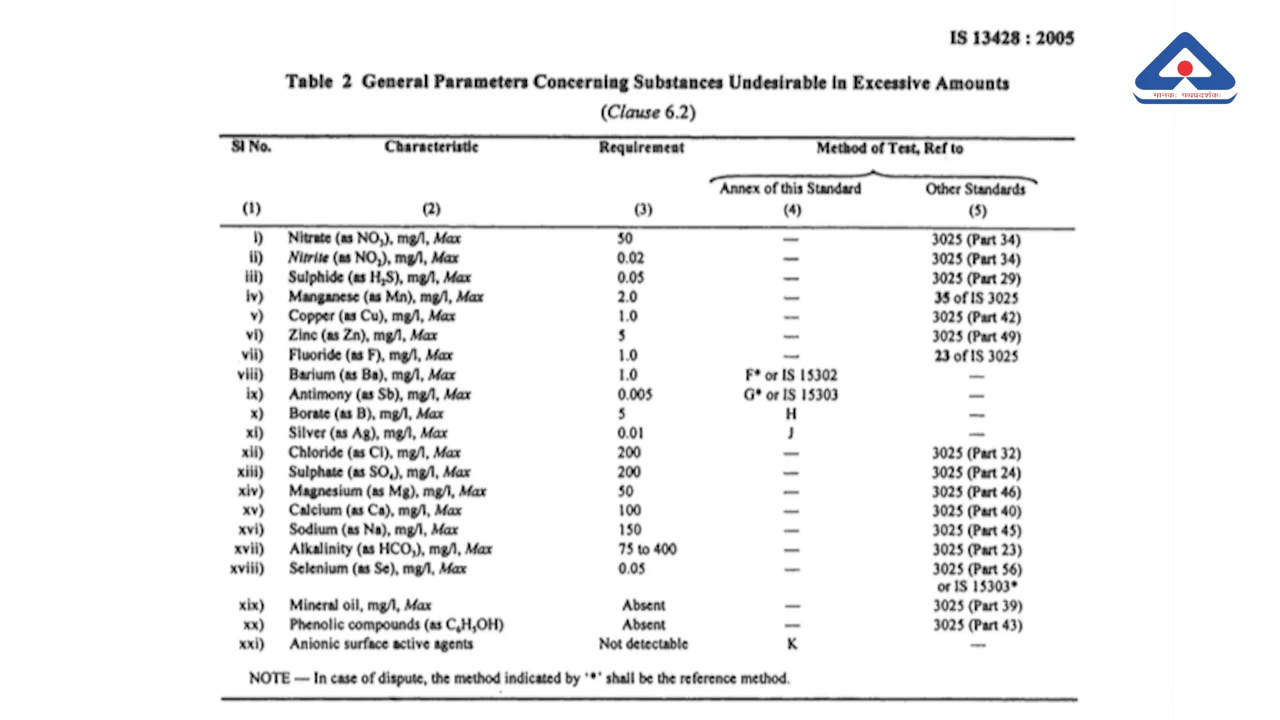 IS 13428 : 2005
मानकः पथप्रदर्शकः
Table 2 General Parameters Concerning Substances Undesirable in Excessive Amounts
(Clause 6.2)
Sl No. Characteristic Requirement Method of Test, Ref to
Annex of this Standard Other Standards
(1) (2) (3) (4) (5)
i) Nitrate (as NO₃), mg/l, Max 50 — 3025 (Part 34)
ii) Nitrite (as NO₂), mg/l, Max 0.02 — 3025 (Part 34)
iii) Sulphide (as H₂S), mg/l, Max 0.05 — 3025 (Part 29)
iv) Manganese (as Mn), mg/l, Max 2.0 — 35 of IS 3025
v) Copper (as Cu), mg/l, Max 1.0 — 3025 (Part 42)
vi) Zinc (as Zn), mg/l, Max 5 — 3025 (Part 49)
vii) Fluoride (as F), mg/l, Max 1.0 — 23 of IS 3025
viii) Barium (as Ba), mg/l, Max 1.0 F* or IS 15302 —
ix) Antimony (as Sb), mg/l, Max 0.005 G* or IS 15303 —
x) Borate (as B), mg/l, Max 5 H —
xi) Silver (as Ag), mg/l, Max 0.01 J —
xii) Chloride (as Cl), mg/l, Max 200 — 3025 (Part 32)
xiii) Sulphate (as SO₄), mg/l, Max 200 — 3025 (Part 24)
xiv) Magnesium (as Mg), mg/l, Max 50 — 3025 (Part 46)
xv) Calcium (as Ca), mg/l, Max 100 — 3025 (Part 40)
xvi) Sodium (as Na), mg/l, Max 150 — 3025 (Part 45)
xvii) Alkalinity (as HCO₃), mg/l, Max 75 to 400 — 3025 (Part 23)
xviii) Selenium (as Se), mg/l, Max 0.05 — 3025 (Part 56)
or IS 15303*
xix) Mineral oil, mg/l, Max Absent — 3025 (Part 39)
xx) Phenolic compounds (as C₆H₅OH) Absent — 3025 (Part 43)
xxi) Anionic surface active agents Not detectable K —
NOTE — In case of dispute, the method indicated by '*' shall be the reference method.